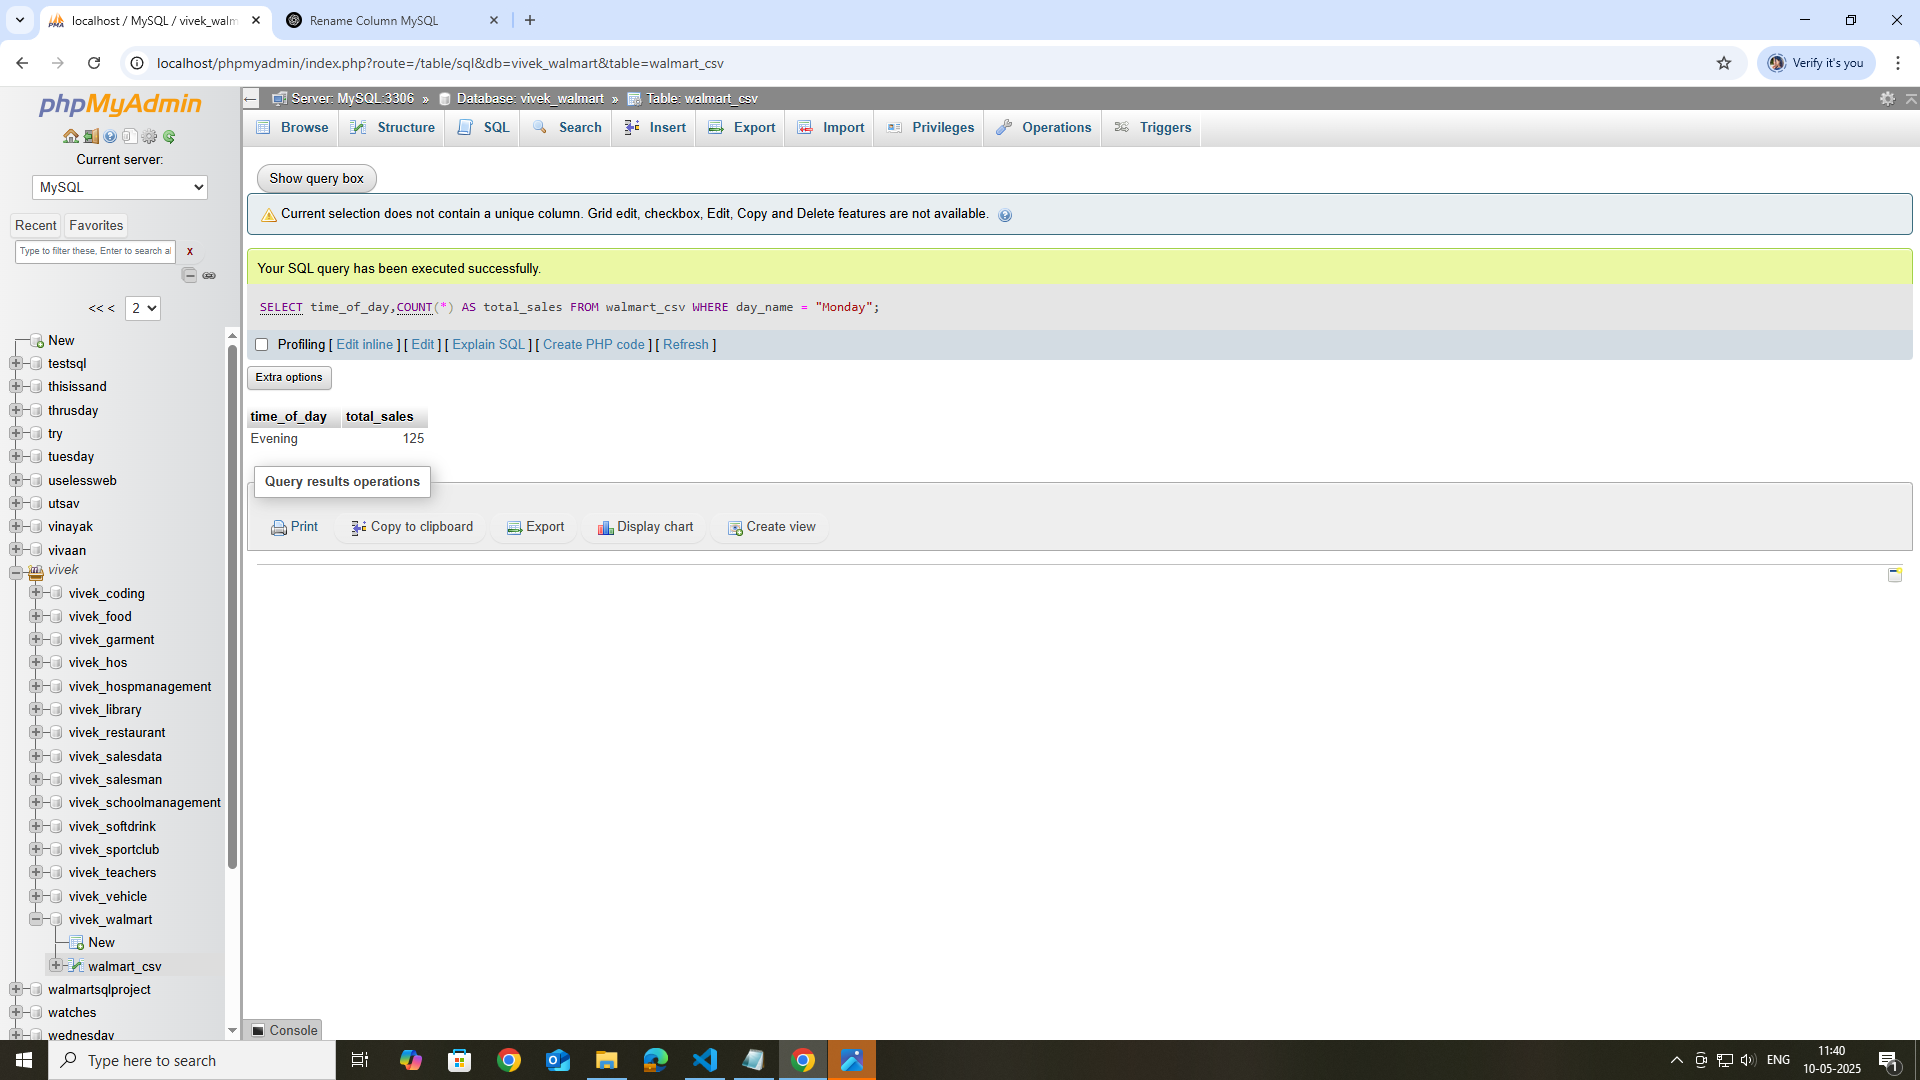 localhost / MySQL / vivek_walm
Rename Column MySQL
localhost/phpmyadmin/index.php?route=/table/sql&db=vivek_walmart&table=walmart_csv
Verify it's you
phpMyAdmin
Current server:
MySQL
Recent
Favorites
Type to filter these, Enter to search al
x
<< <
2
New
testsql
thisissand
thrusday
try
tuesday
uselessweb
utsav
vinayak
vivaan
vivek
vivek_coding
vivek_food
vivek_garment
vivek_hos
vivek_hospmanagement
vivek_library
vivek_restaurant
vivek_salesdata
vivek_salesman
vivek_schoolmanagement
vivek_softdrink
vivek_sportclub
vivek_teachers
vivek_vehicle
vivek_walmart
New
walmart_csv
walmartsqlproject
watches
wednesday
Server: MySQL:3306 » Database: vivek_walmart » Table: walmart_csv
Browse
Structure
SQL
Search
Insert
Export
Import
Privileges
Operations
Triggers
Show query box
Current selection does not contain a unique column. Grid edit, checkbox, Edit, Copy and Delete features are not available.
Your SQL query has been executed successfully.
SELECT time_of_day,COUNT(*) AS total_sales FROM walmart_csv WHERE day_name = "Monday";
Profiling [ Edit inline ] [ Edit ] [ Explain SQL ] [ Create PHP code ] [ Refresh ]
Extra options
time_of_day total_sales
Evening 125
Query results operations
Print
Copy to clipboard
Export
Display chart
Create view
Console
Type here to search
ENG
11:40
10-05-2025
1